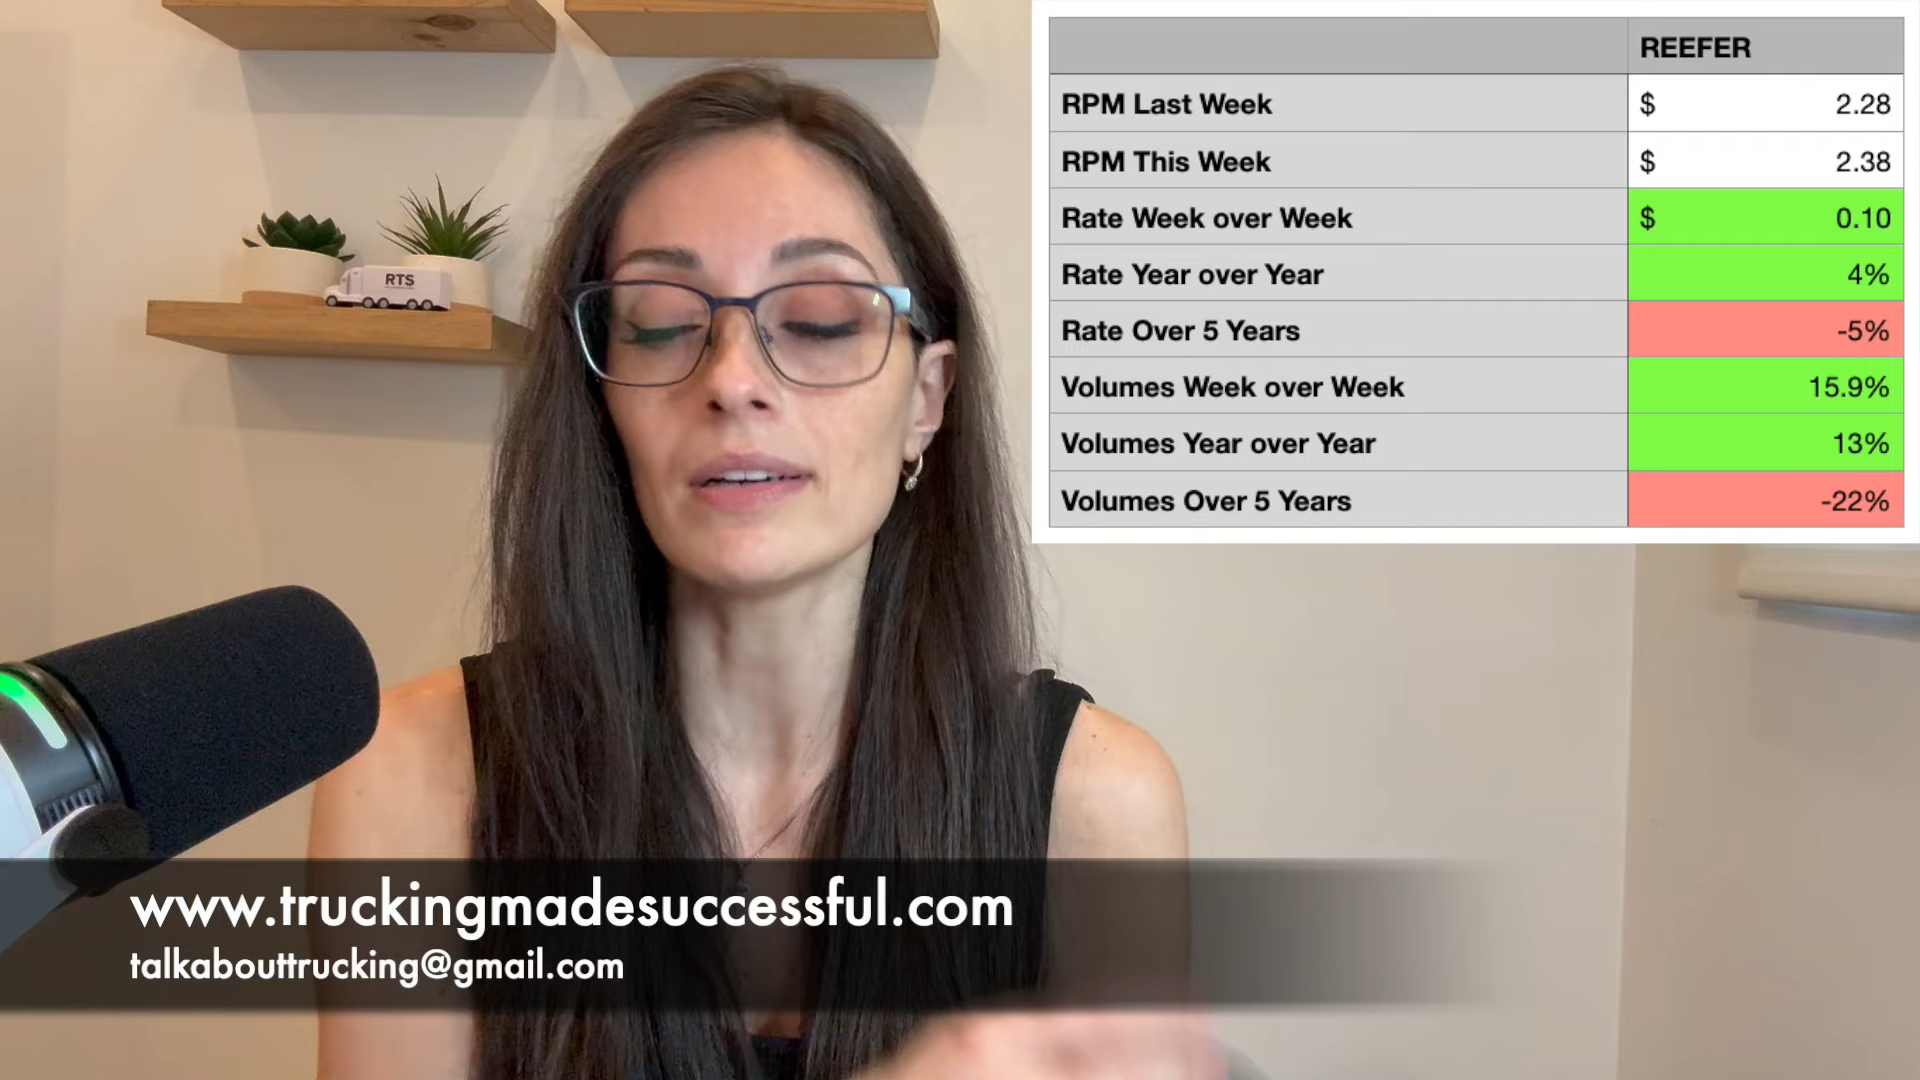 REEFER
RPM Last Week $ 2.28
RPM This Week $ 2.38
Rate Week over Week $ 0.10
Rate Year over Year 4%
Rate Over 5 Years -5%
Volumes Week over Week 15.9%
Volumes Year over Year 13%
Volumes Over 5 Years -22%
RTS
www.truckingmadesuccessful.com
talkabouttrucking@gmail.com